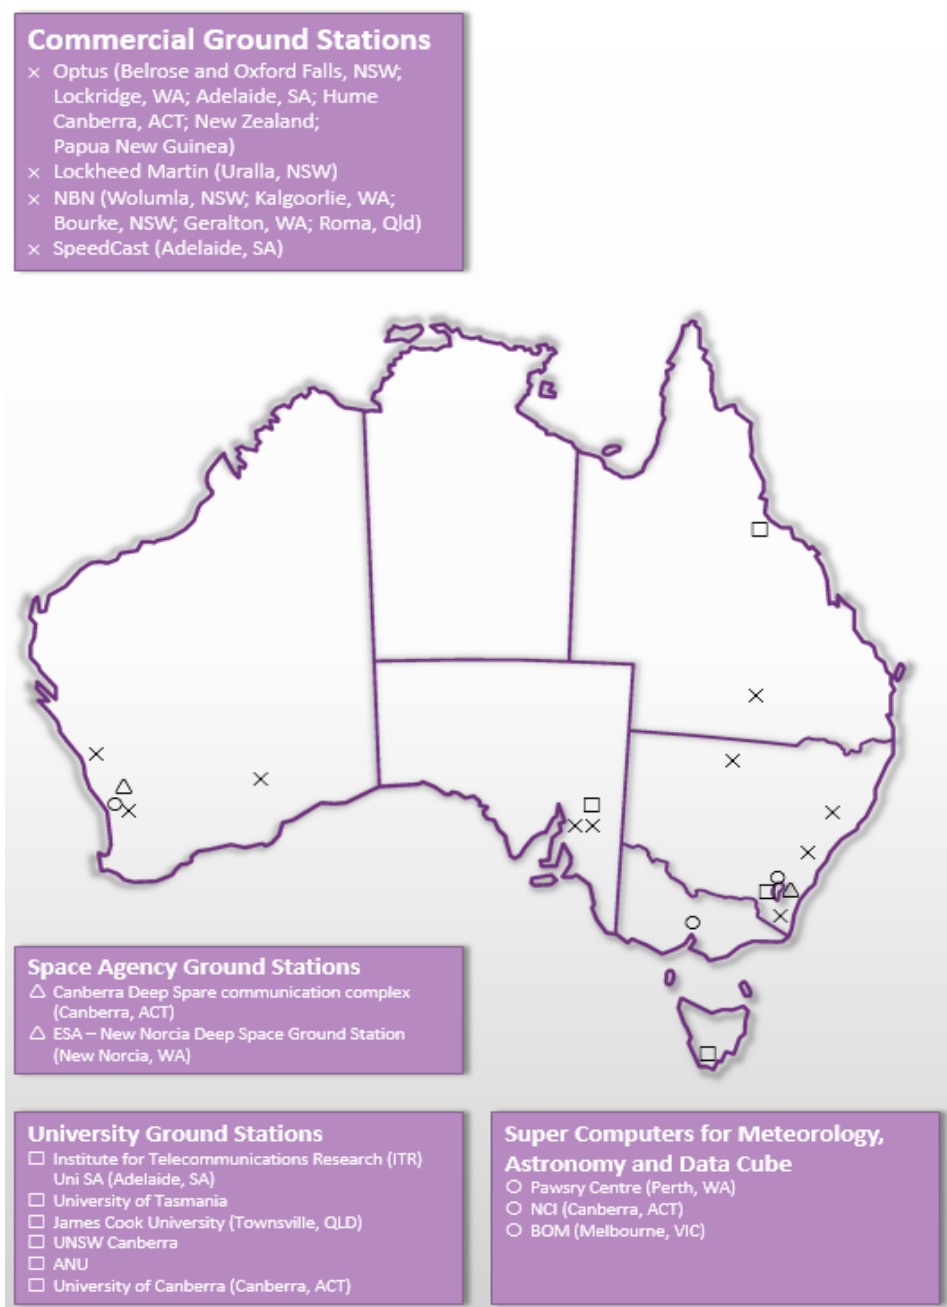 Commercial Ground Stations
× Optus (Belrose and Oxford Falls, NSW;
Lockridge, WA; Adelaide, SA; Hume
Canberra, ACT; New Zealand;
Papua New Guinea)
× Lockheed Martin (Uralla, NSW)
× NBN (Wolumla, NSW; Kalgoorlie, WA;
Bourke, NSW; Geralton, WA; Roma, Qld)
× SpeedCast (Adelaide, SA)
Space Agency Ground Stations
△ Canberra Deep Spare communication complex
(Canberra, ACT)
△ ESA – New Norcia Deep Space Ground Station
(New Norcia, WA)
University Ground Stations
□ Institute for Telecommunications Research (ITR)
Uni SA (Adelaide, SA)
□ University of Tasmania
□ James Cook University (Townsville, QLD)
□ UNSW Canberra
□ ANU
□ University of Canberra (Canberra, ACT)
Super Computers for Meteorology,
Astronomy and Data Cube
○ Pawsry Centre (Perth, WA)
○ NCI (Canberra, ACT)
○ BOM (Melbourne, VIC)